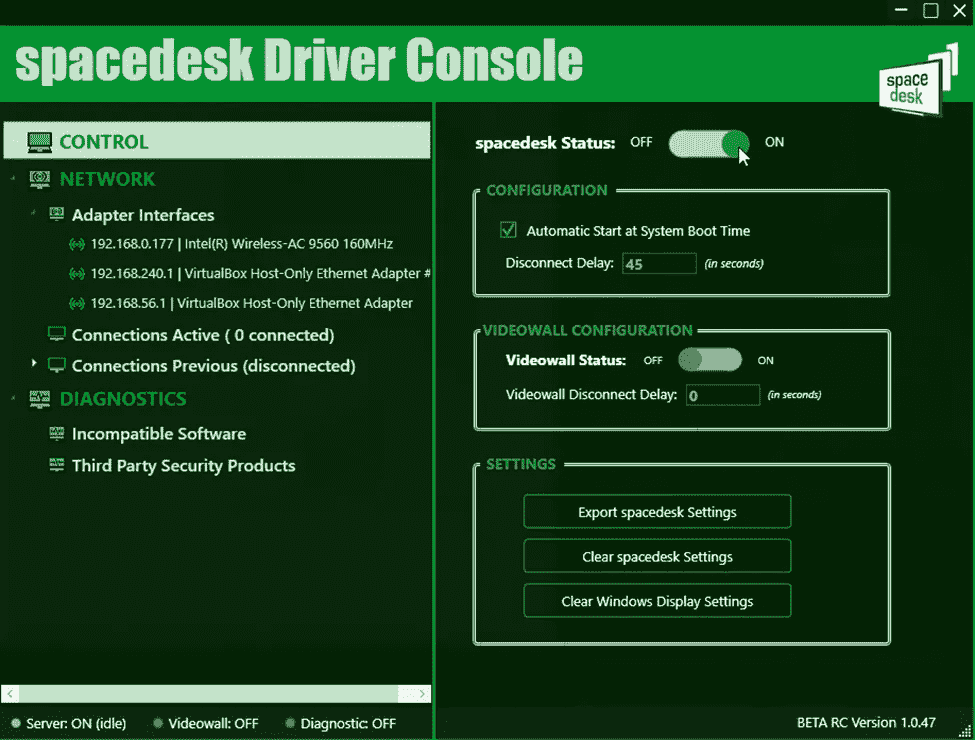 spacedesk Driver Console
space
desk
CONTROL
NETWORK
Adapter Interfaces
192.168.0.177 | Intel(R) Wireless-AC 9560 160MHz
192.168.240.1 | VirtualBox Host-Only Ethernet Adapter #
192.168.56.1 | VirtualBox Host-Only Ethernet Adapter
Connections Active ( 0 connected)
Connections Previous (disconnected)
DIAGNOSTICS
Incompatible Software
Third Party Security Products
Server: ON (idle) Videowall: OFF Diagnostic: OFF
spacedesk Status: OFF ON
CONFIGURATION
Automatic Start at System Boot Time
Disconnect Delay: 45 (in seconds)
VIDEOWALL CONFIGURATION
Videowall Status: OFF ON
Videowall Disconnect Delay: 0 (in seconds)
SETTINGS
Export spacedesk Settings
Clear spacedesk Settings
Clear Windows Display Settings
BETA RC Version 1.0.47